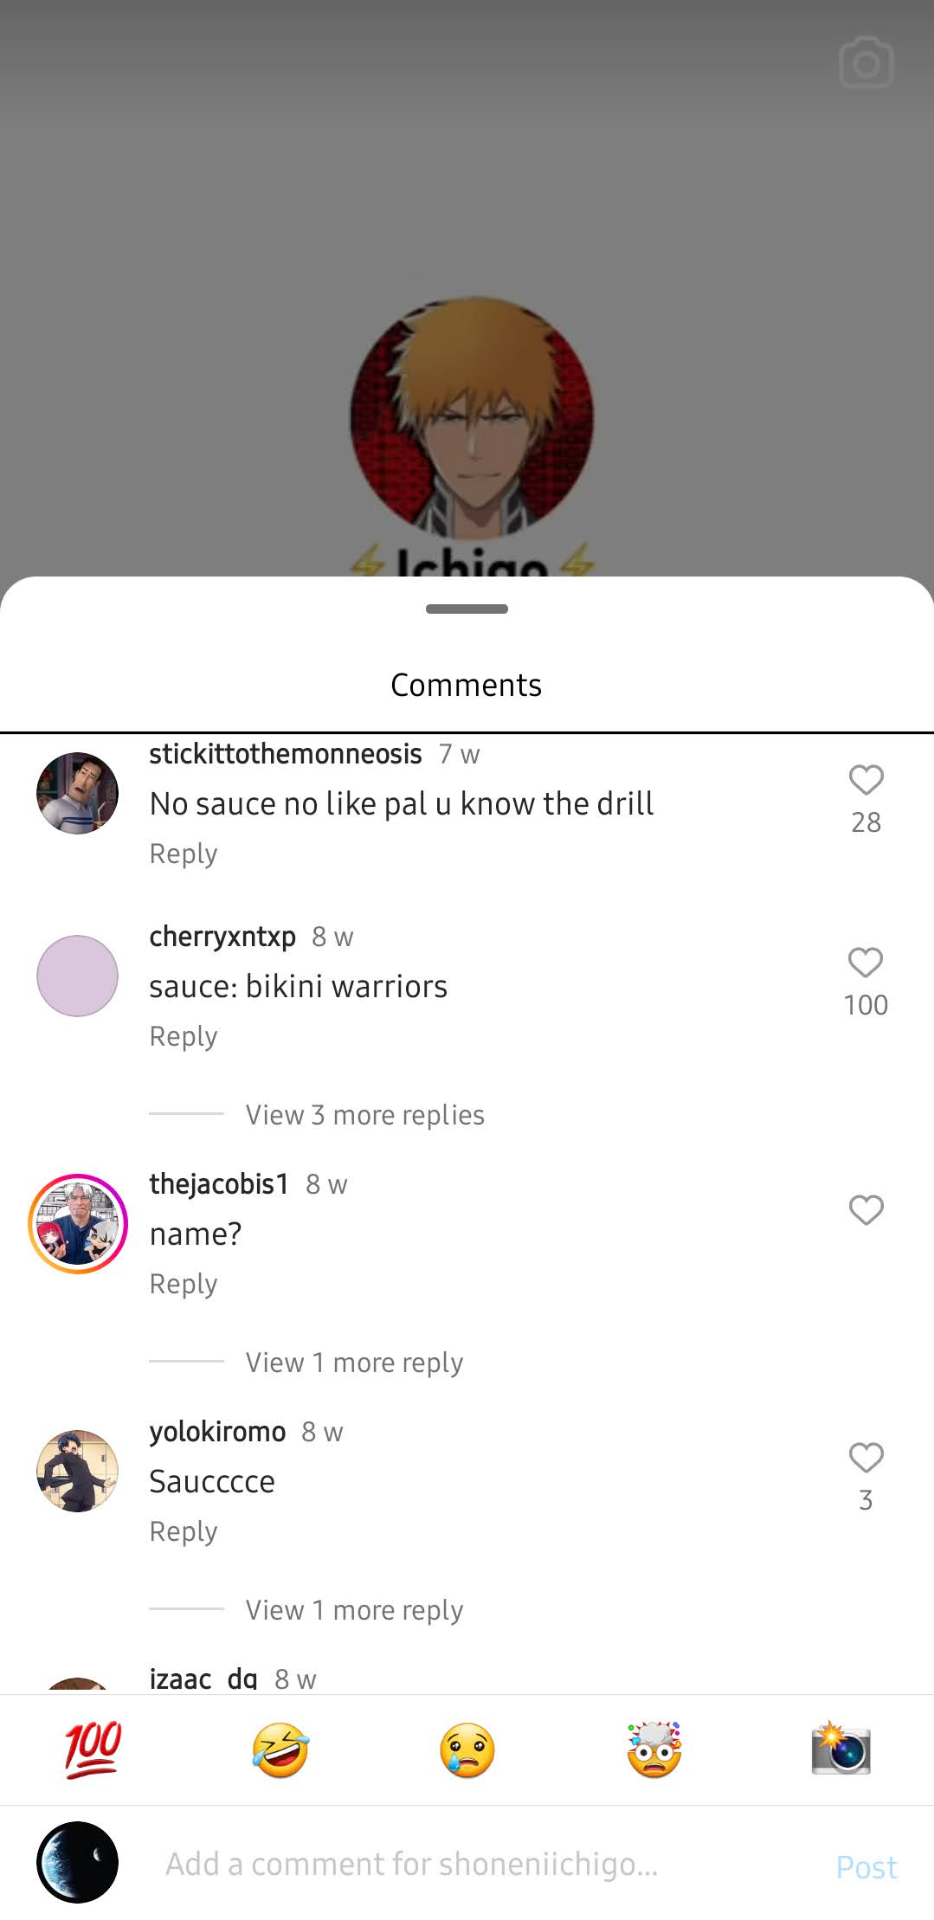 ⚡Ichigo⚡
Comments
stickittothemonneosis 7 w
No sauce no like pal u know the drill
28
Reply
cherryxntxp 8 w
sauce: bikini warriors
100
Reply
View 3 more replies
thejacobis1 8 w
name?
Reply
View 1 more reply
yolokiromo 8 w
Saucccce
3
Reply
View 1 more reply
izaac_dg 8 w
💯 🤣 😢 🤯 📸
Add a comment for shoneniichigo... Post